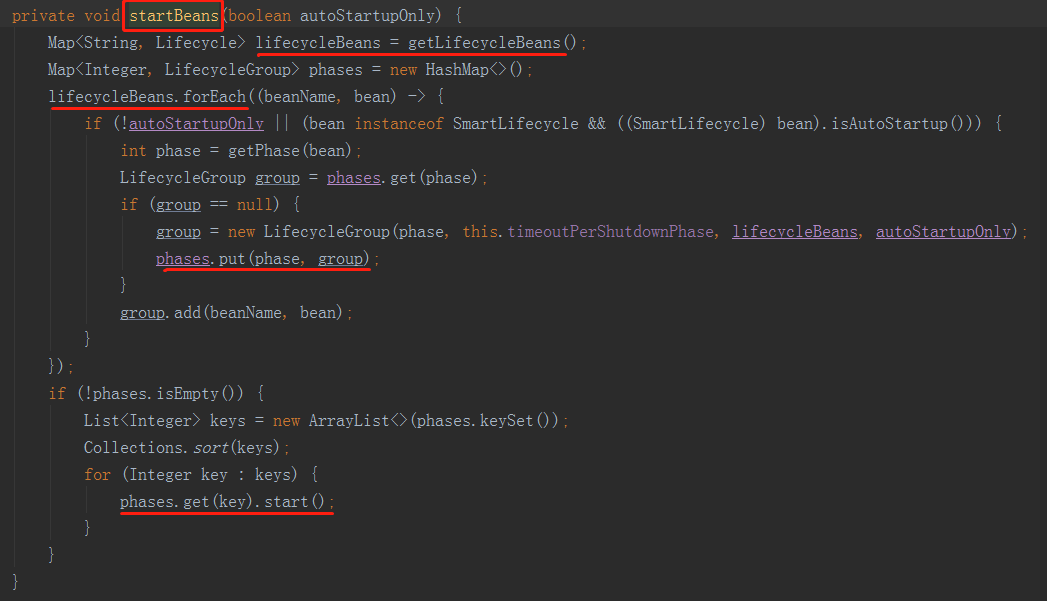 private void startBeans(boolean autoStartupOnly) {
    Map<String, Lifecycle> lifecycleBeans = getLifecycleBeans();
    Map<Integer, LifecycleGroup> phases = new HashMap<>();
    lifecycleBeans.forEach((beanName, bean) -> {
        if (!autoStartupOnly || (bean instanceof SmartLifecycle && ((SmartLifecycle) bean).isAutoStartup())) {
            int phase = getPhase(bean);
            LifecycleGroup group = phases.get(phase);
            if (group == null) {
                group = new LifecycleGroup(phase, this.timeoutPerShutdownPhase, lifecycleBeans, autoStartupOnly);
                phases.put(phase, group);
            }
            group.add(beanName, bean);
        }
    });
    if (!phases.isEmpty()) {
        List<Integer> keys = new ArrayList<>(phases.keySet());
        Collections.sort(keys);
        for (Integer key : keys) {
            phases.get(key).start();
        }
    }
}